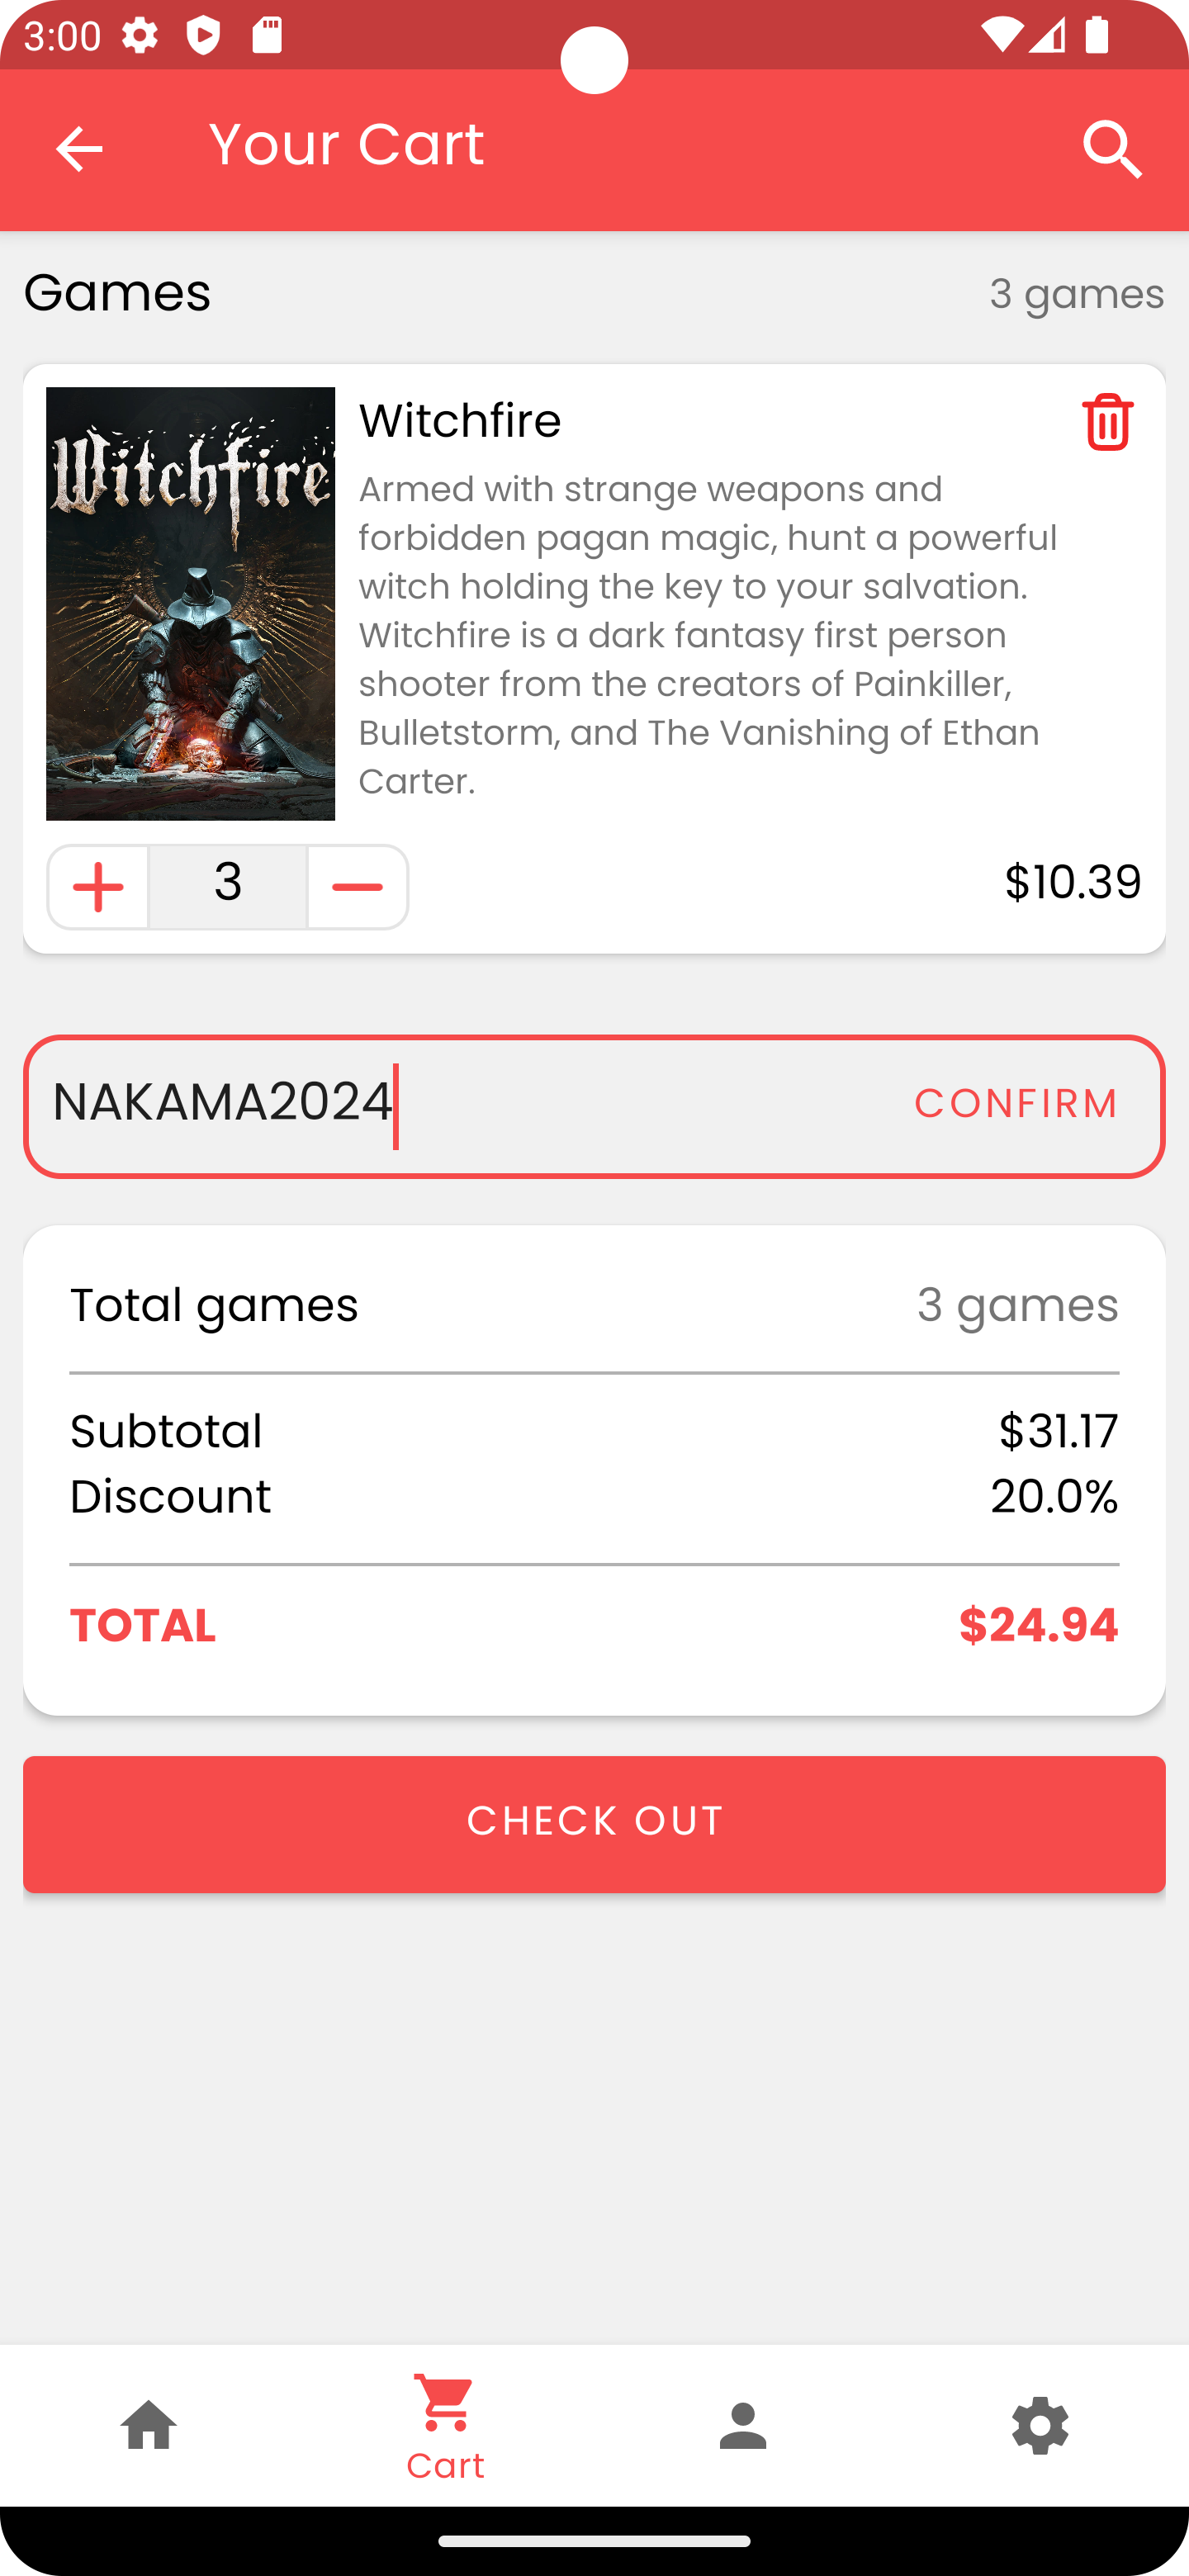 3:00
Your Cart
Games
3 games
Witchfire
Witchfire
Armed with strange weapons and
forbidden pagan magic, hunt a powerful
witch holding the key to your salvation.
Witchfire is a dark fantasy first person
shooter from the creators of Painkiller,
Bulletstorm, and The Vanishing of Ethan
Carter.
3
$10.39
NAKAMA2024
CONFIRM
Total games
3 games
Subtotal
$31.17
Discount
20.0%
TOTAL
$24.94
CHECK OUT
Cart